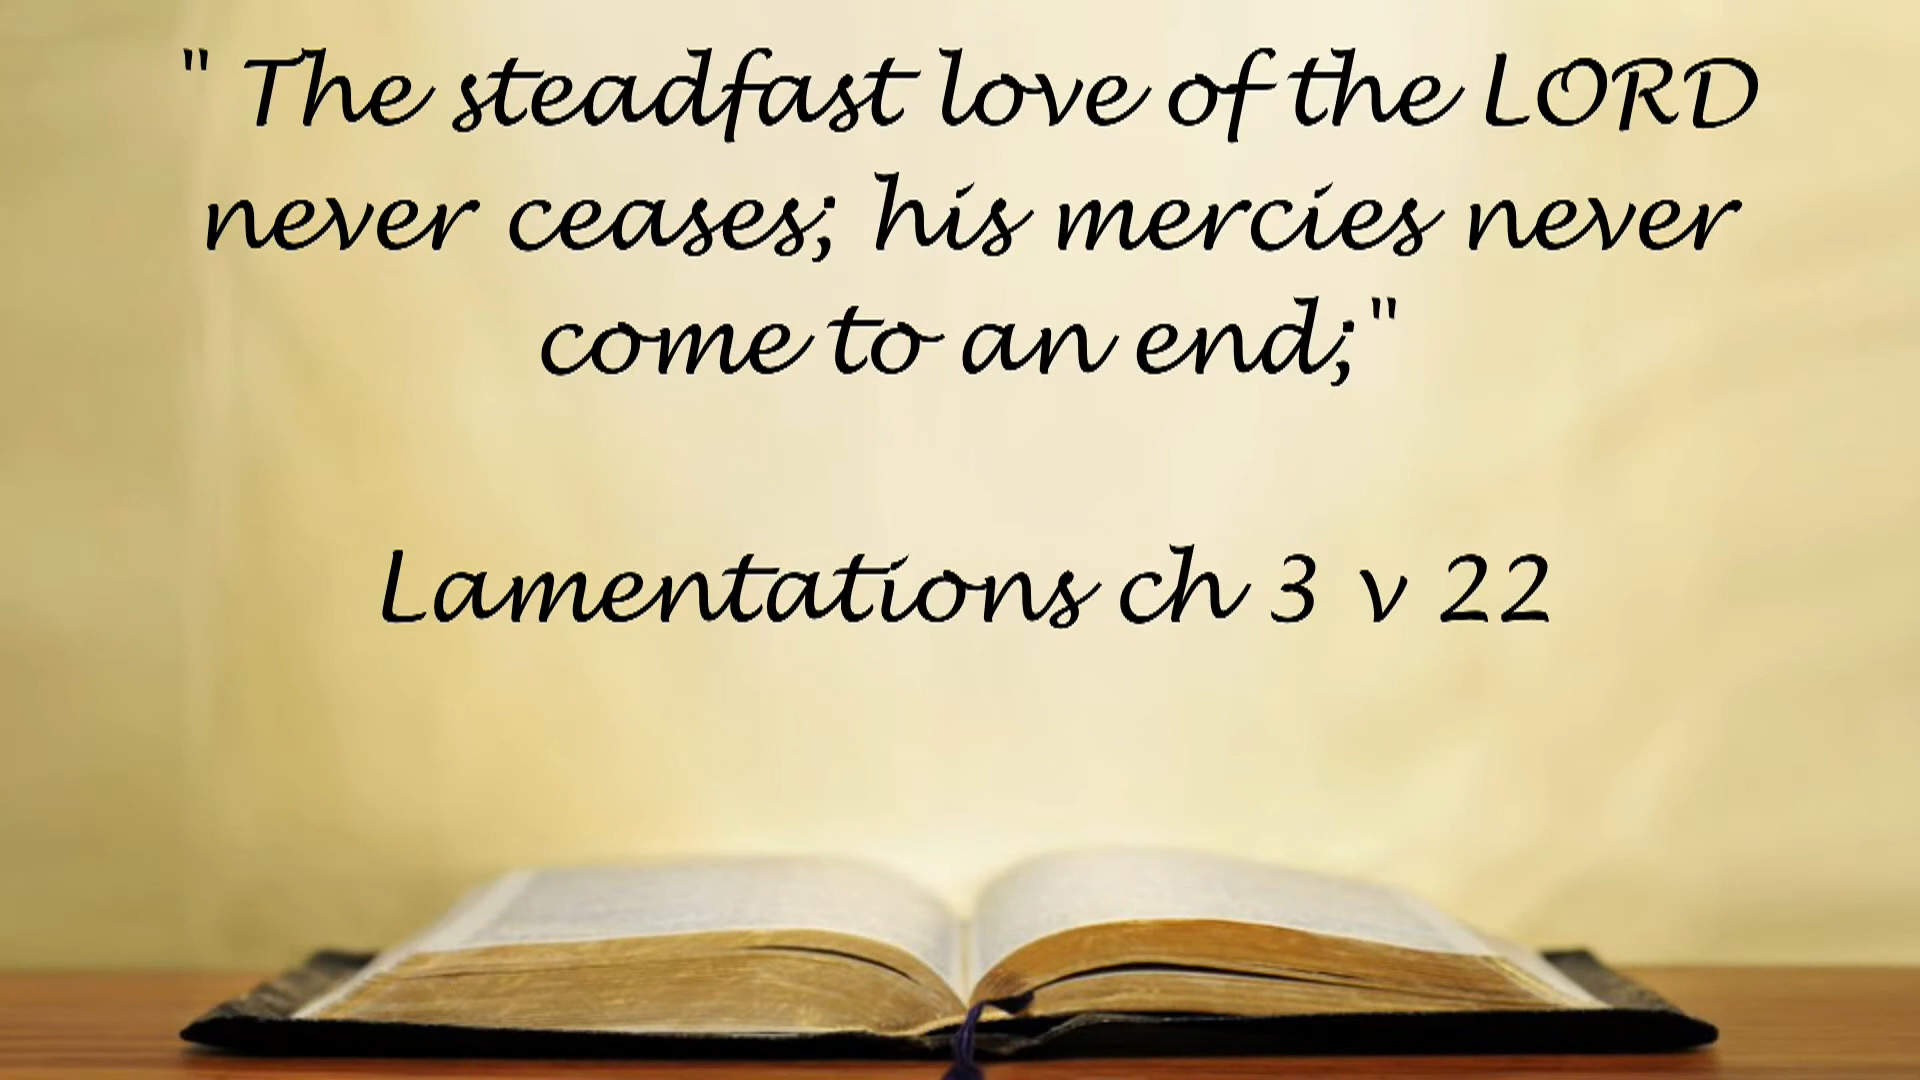 " The steadfast love of the LORD
never ceases; his mercies never
come to an end;"
Lamentations ch 3 v 22